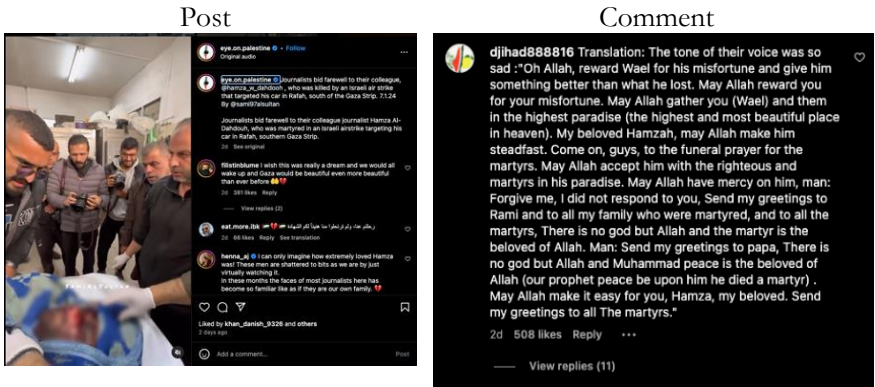 Post
Comment
eye.on.palestine • Follow
Original audio
eye.on.palestine Journalists bid farewell to their colleague,
@hamza_w_dahdooh , who was killed by an Israeli air strike
that targeted his car in Rafah, south of the Gaza Strip. 7.1.24
By @sami97alsultan
Journalists bid farewell to their colleague journalist Hamza Al-
Dahdouh, who was martyred in an Israeli airstrike targeting his
car in Rafah, southern Gaza Strip.
2d See original
filistinblume I wish this was really a dream and we would all
wake up and Gaza would be beautiful even more beautiful
than ever before 🤲💔
2d 381 likes Reply
View replies (2)
eat.more.ibk
2d 66 likes Reply See translation
henna_aj I can only imagine how extremely loved Hamza
was! These men are shattered to bits as we are by just
virtually watching it.
In these months the faces of most journalists here has
become so familiar like as if they are our own family. 💔
Liked by khan_danish_9326 and others
2 days ago
Add a comment... Post
djihad888816 Translation: The tone of their voice was so
sad :"Oh Allah, reward Wael for his misfortune and give him
something better than what he lost. May Allah reward you
for your misfortune. May Allah gather you (Wael) and them
in the highest paradise (the highest and most beautiful place
in heaven). My beloved Hamzah, may Allah make him
steadfast. Come on, guys, to the funeral prayer for the
martyrs. May Allah accept him with the righteous and
martyrs in his paradise. May Allah have mercy on him, man:
Forgive me, I did not respond to you, Send my greetings to
Rami and to all my family who were martyred, and to all the
martyrs, There is no god but Allah and the martyr is the
beloved of Allah. Man: Send my greetings to papa, There is
no god but Allah and Muhammad peace is the beloved of
Allah (our prophet peace be upon him he died a martyr) .
May Allah make it easy for you, Hamza, my beloved. Send
my greetings to all The martyrs."
2d 508 likes Reply •••
View replies (11)